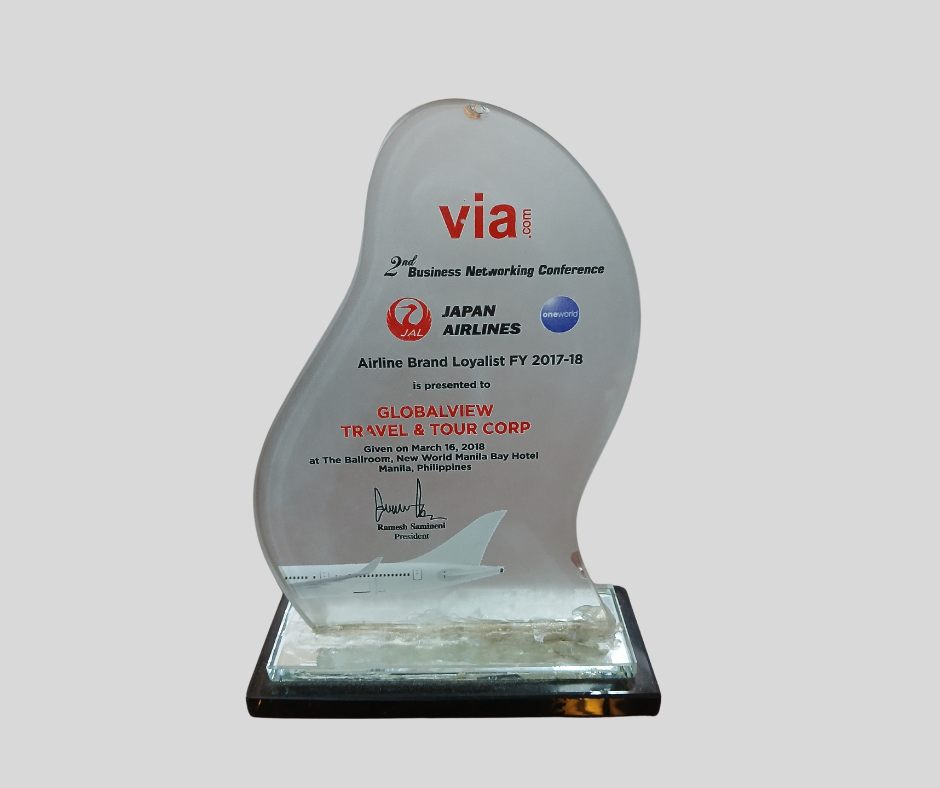 via.com
2nd Business Networking Conference
JAL
JAPAN
AIRLINES
oneworld
Airline Brand Loyalist FY 2017-18
is presented to
GLOBALVIEW
TRAVEL & TOUR CORP
Given on March 16, 2018
at The Ballroom, New World Manila Bay Hotel
Manila, Philippines
Ramesh Samineni
President